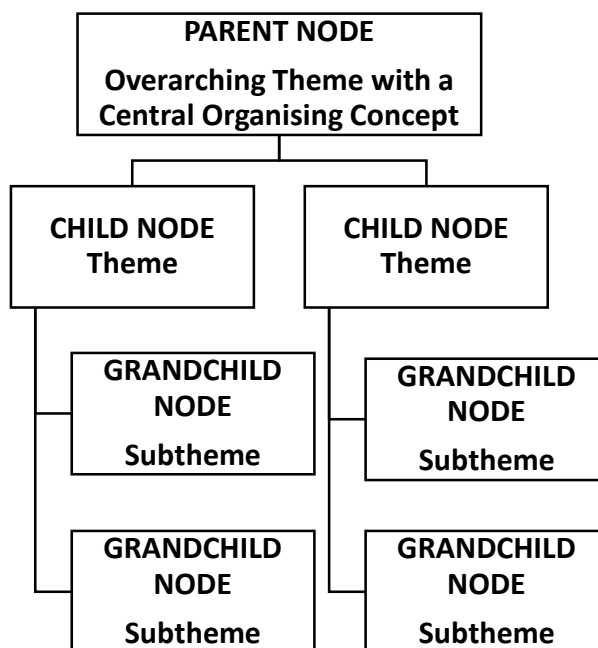 PARENT NODE
Overarching Theme with a
Central Organising Concept
CHILD NODE
Theme
CHILD NODE
Theme
GRANDCHILD
NODE
Subtheme
GRANDCHILD
NODE
Subtheme
GRANDCHILD
NODE
Subtheme
GRANDCHILD
NODE
Subtheme